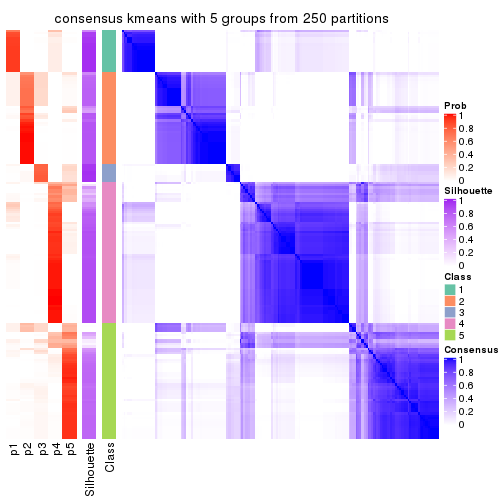 consensus kmeans with 5 groups from 250 partitions
Prob
1
0.8
0.6
0.4
0.2
0
Silhouette
1
0.8
0.6
0.4
0.2
0
Class
1
2
3
4
5
Consensus
1
0.8
0.6
0.4
0.2
0
p1
p2
p3
p4
p5
Silhouette
Class